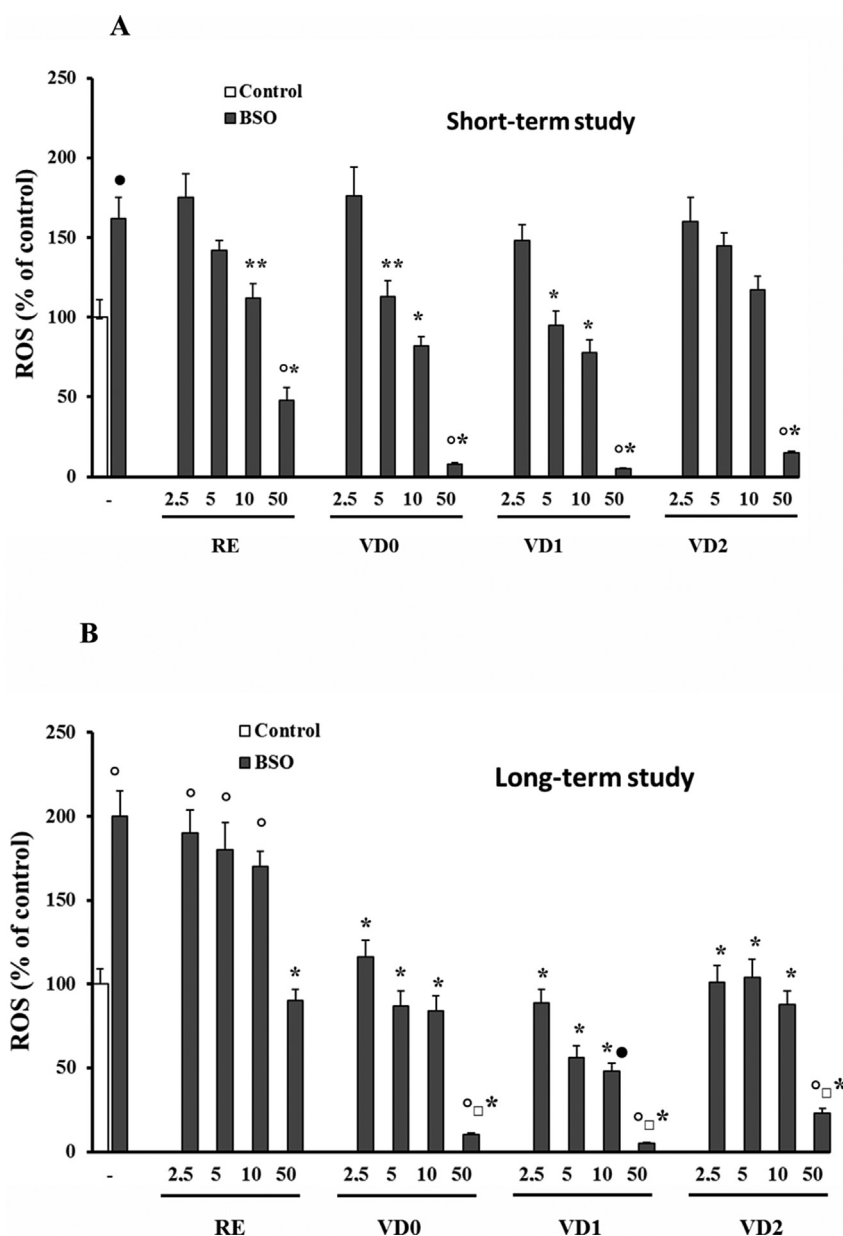 A
250
200
150
100
50
0
ROS (% of control)
Control
BSO
Short-term study
●
**
○*
**
*
○*
*
*
○*
○*
- 2.5 5 10 50 2.5 5 10 50 2.5 5 10 50 2.5 5 10 50
RE VD0 VD1 VD2
B
250
200
150
100
50
0
ROS (% of control)
Control
BSO
Long-term study
○
○
○
○
*
*
*
*
○□*
*
*
*●
○□*
*
*
*
○□*
- 2.5 5 10 50 2.5 5 10 50 2.5 5 10 50 2.5 5 10 50
RE VD0 VD1 VD2